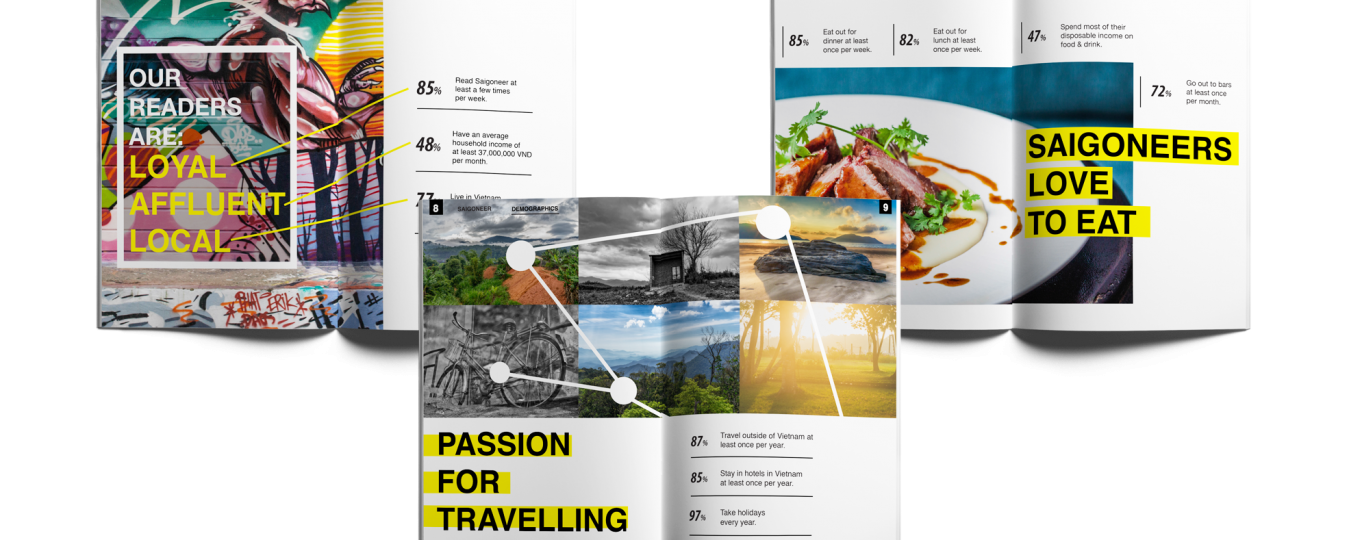 OUR
READERS
ARE:
LOYAL
AFFLUENT
LOCAL
85%
Read Saigoneer at
least a few times
per week.
48%
Have an average
household income of
at least 37,000,000 VND
per month.
77
Live in Vietnam
85%
Eat out for
dinner at least
once per week.
82%
Eat out for
lunch at least
once per week.
47%
Spend most of their
disposable income on
food & drink.
72%
Go out to bars
at least once
per month.
SAIGONEERS
LOVE
TO EAT
8
SAIGONEER
DEMOGRAPHICS
9
PASSION
FOR
TRAVELLING
87%
Travel outside of Vietnam at
least once per year.
85%
Stay in hotels in Vietnam
at least once per year.
97%
Take holidays
every year.